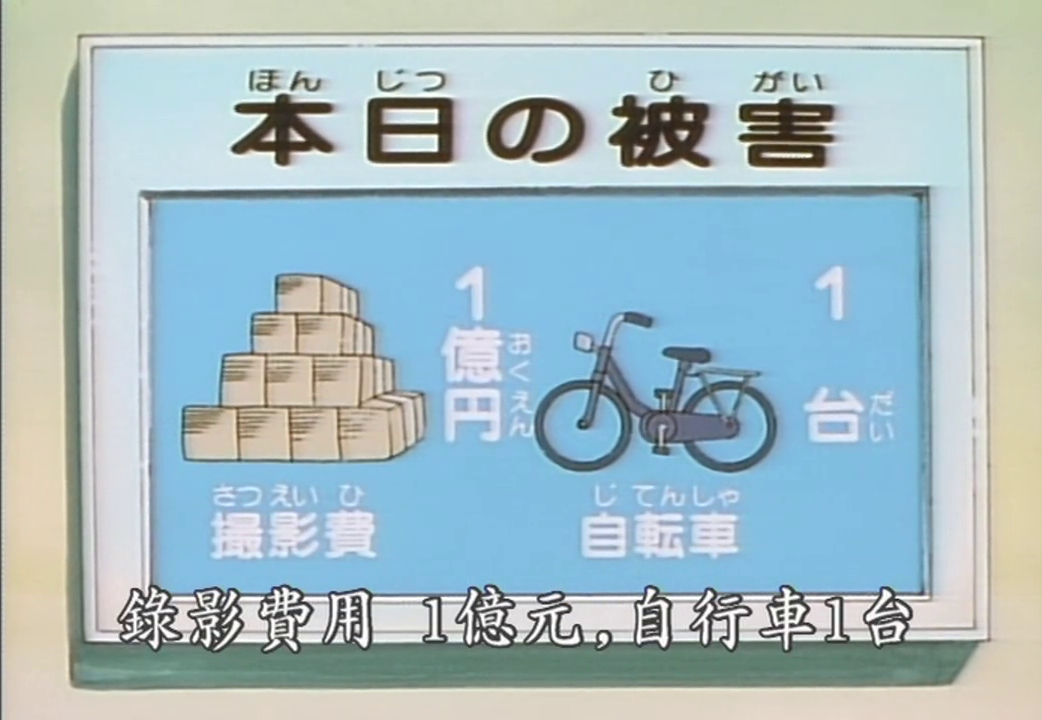 ほん じつ ひ がい
本日の被害
1億円
おくえん
1台
だい
さつ えい ひ
撮影費
じ てん しゃ
自転車
錄影費用 1億元,自行車1台